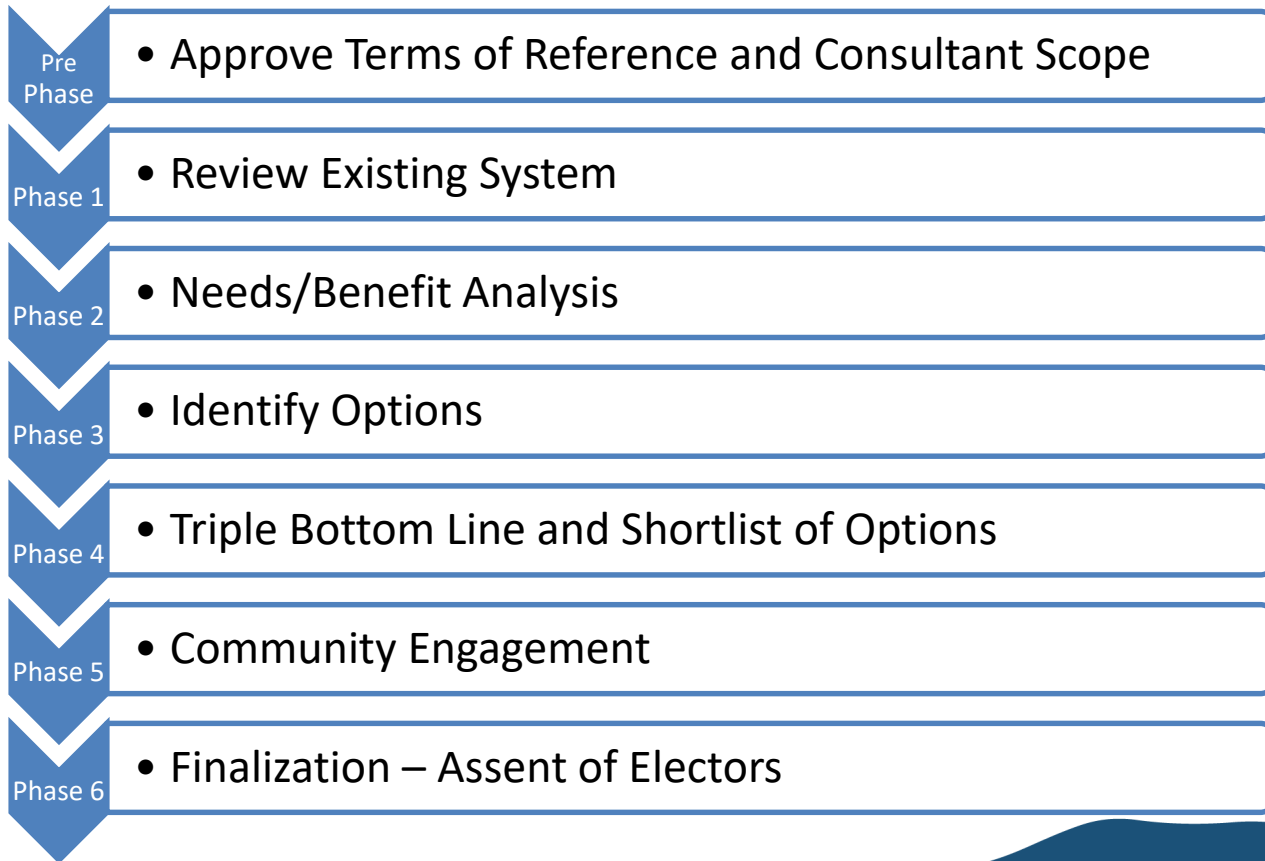 Pre
Phase
• Approve Terms of Reference and Consultant Scope
Phase 1
• Review Existing System
Phase 2
• Needs/Benefit Analysis
Phase 3
• Identify Options
Phase 4
• Triple Bottom Line and Shortlist of Options
Phase 5
• Community Engagement
Phase 6
• Finalization – Assent of Electors